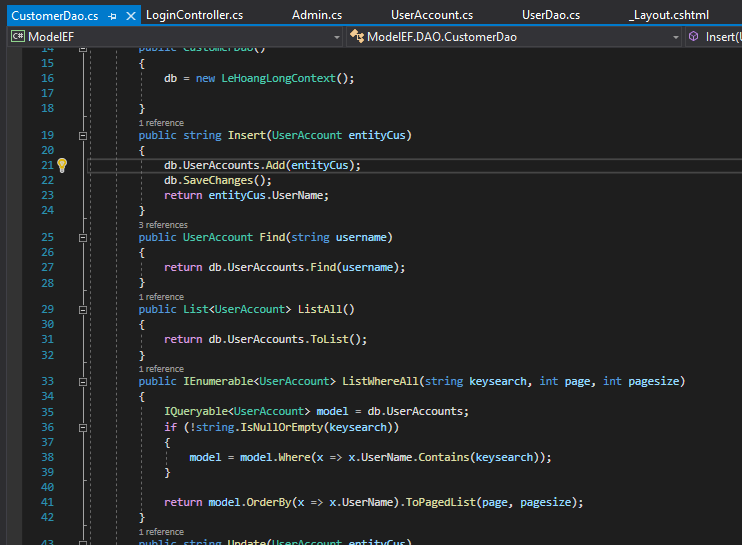 CustomerDao.cs LoginController.cs Admin.cs UserAccount.cs UserDao.cs _Layout.cshtml
C# ModelEF ModelEF.DAO.CustomerDao Insert(U
14 public CustomerDao()
15 {
16 db = new LeHoangLongContext();
17
18 }
1 reference
19 public string Insert(UserAccount entityCus)
20 {
21 db.UserAccounts.Add(entityCus);
22 db.SaveChanges();
23 return entityCus.UserName;
24 }
3 references
25 public UserAccount Find(string username)
26 {
27 return db.UserAccounts.Find(username);
28 }
1 reference
29 public List<UserAccount> ListAll()
30 {
31 return db.UserAccounts.ToList();
32 }
1 reference
33 public IEnumerable<UserAccount> ListWhereAll(string keysearch, int page, int pagesize)
34 {
35 IQueryable<UserAccount> model = db.UserAccounts;
36 if (!string.IsNullOrEmpty(keysearch))
37 {
38 model = model.Where(x => x.UserName.Contains(keysearch));
39 }
40
41 return model.OrderBy(x => x.UserName).ToPagedList(page, pagesize);
42 }
1 reference
43 public string Update(UserAccount entityCus)